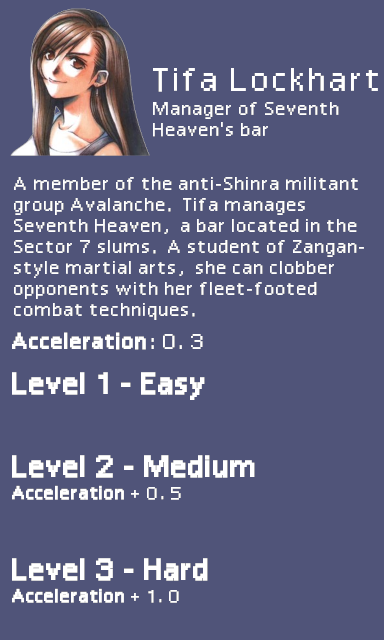 Tifa Lockhart
Manager of Seventh
Heaven's bar
A member of the anti-Shinra militant
group Avalanche. Tifa manages
Seventh Heaven, a bar located in the
Sector 7 slums. A student of Zangan-
style martial arts, she can clobber
opponents with her fleet-footed
combat techniques.
Acceleration: 0.3
Level 1 - Easy
Level 2 - Medium
Acceleration + 0.5
Level 3 - Hard
Acceleration + 1.0